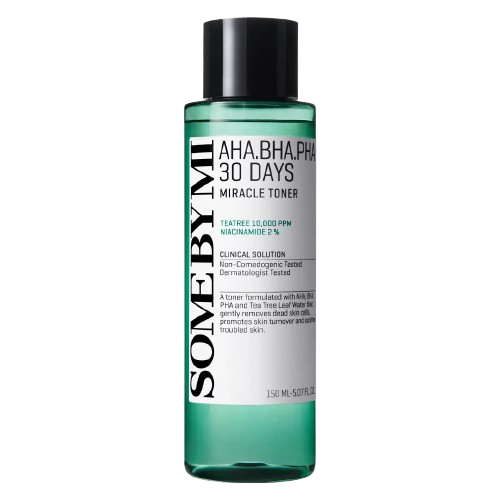 SOME BY MI
AHA.BHA.PHA
30 DAYS
MIRACLE TONER
TEATREE 10,000 PPM
NIACINAMIDE 2%
CLINICAL SOLUTION
Non-Comedogenic Tested
Dermatologist Tested
A toner formulated with AHA, BHA,
PHA and Tea Tree Leaf Water that
gently removes dead skin cells,
promotes skin turnover and soothes
troubled skin.
150 ML-5.07 FL. OZ